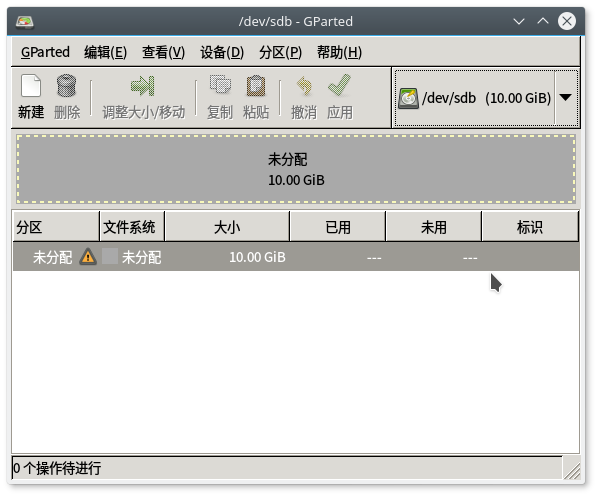 /dev/sdb - GParted
GParted 编辑(E) 查看(V) 设备(D) 分区(P) 帮助(H)
新建 删除 调整大小/移动 复制 粘贴 撤消 应用 /dev/sdb (10.00 GiB)
未分配
10.00 GiB
分区 文件系统 大小 已用 未用 标识
未分配 未分配 10.00 GiB --- ---
0 个操作待进行